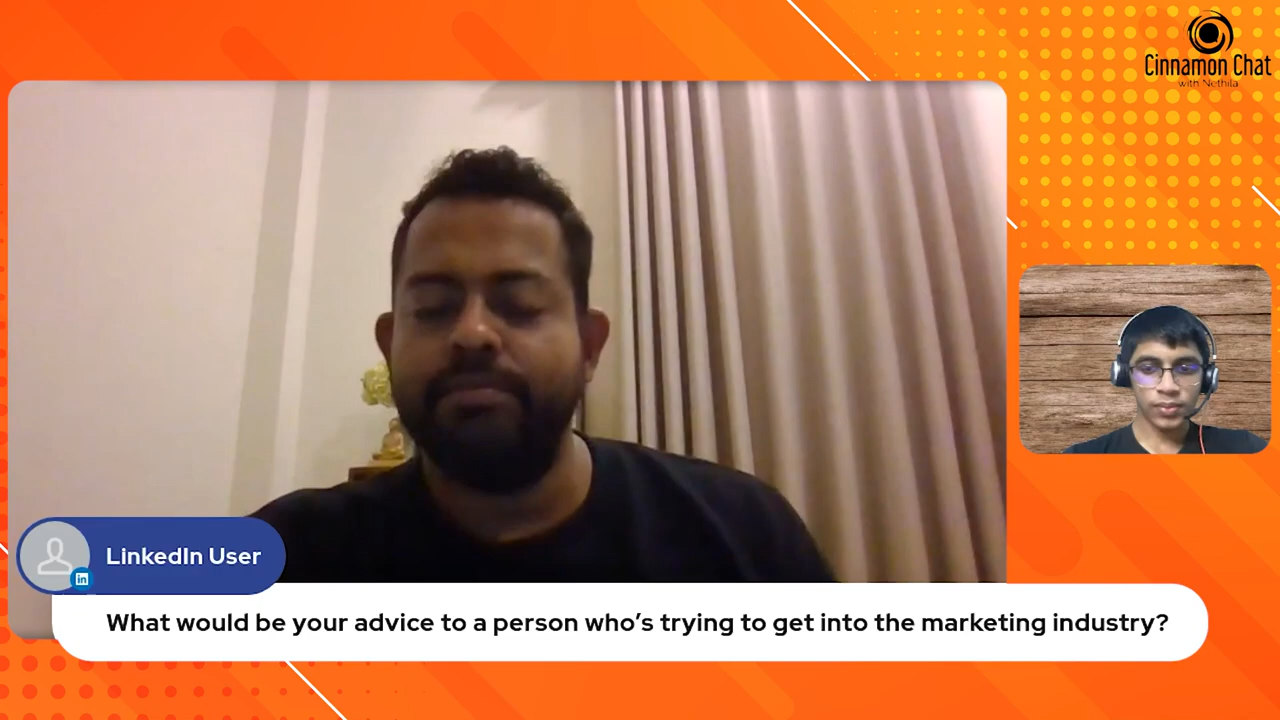 Cinnamon Chat
with Nethila
in
LinkedIn User
What would be your advice to a person who's trying to get into the marketing industry?